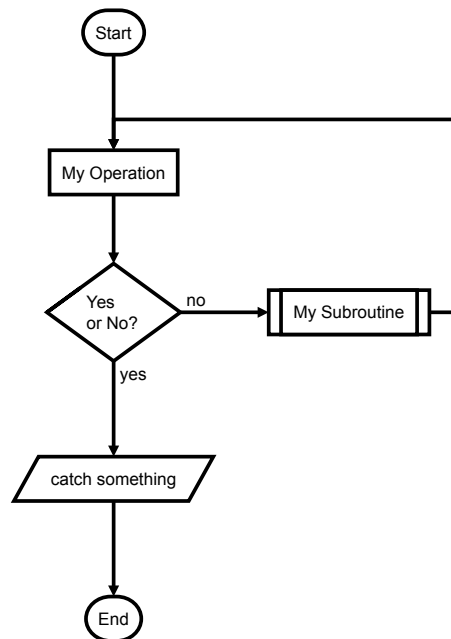 Start
My Operation
Yes
or No?
no
My Subroutine
yes
catch something
End